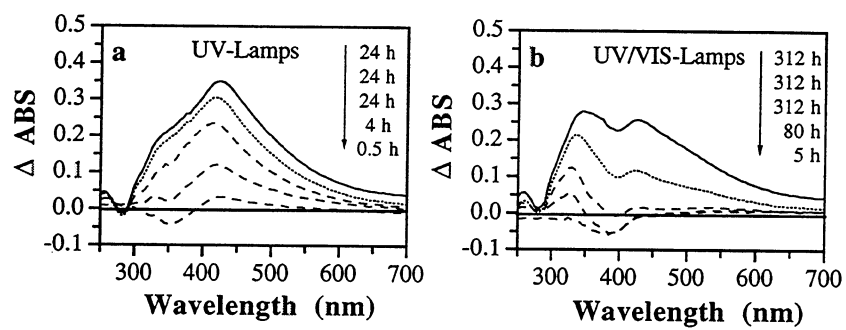 0.5
0.4
0.3
0.2
0.1
0.0
-0.1
Δ ABS
a
UV-Lamps
24 h
24 h
24 h
4 h
0.5 h
300 400 500 600 700
Wavelength (nm)
0.5
0.4
0.3
0.2
0.1
0.0
-0.1
Δ ABS
b
UV/VIS-Lamps
312 h
312 h
312 h
80 h
5 h
300 400 500 600 700
Wavelength (nm)